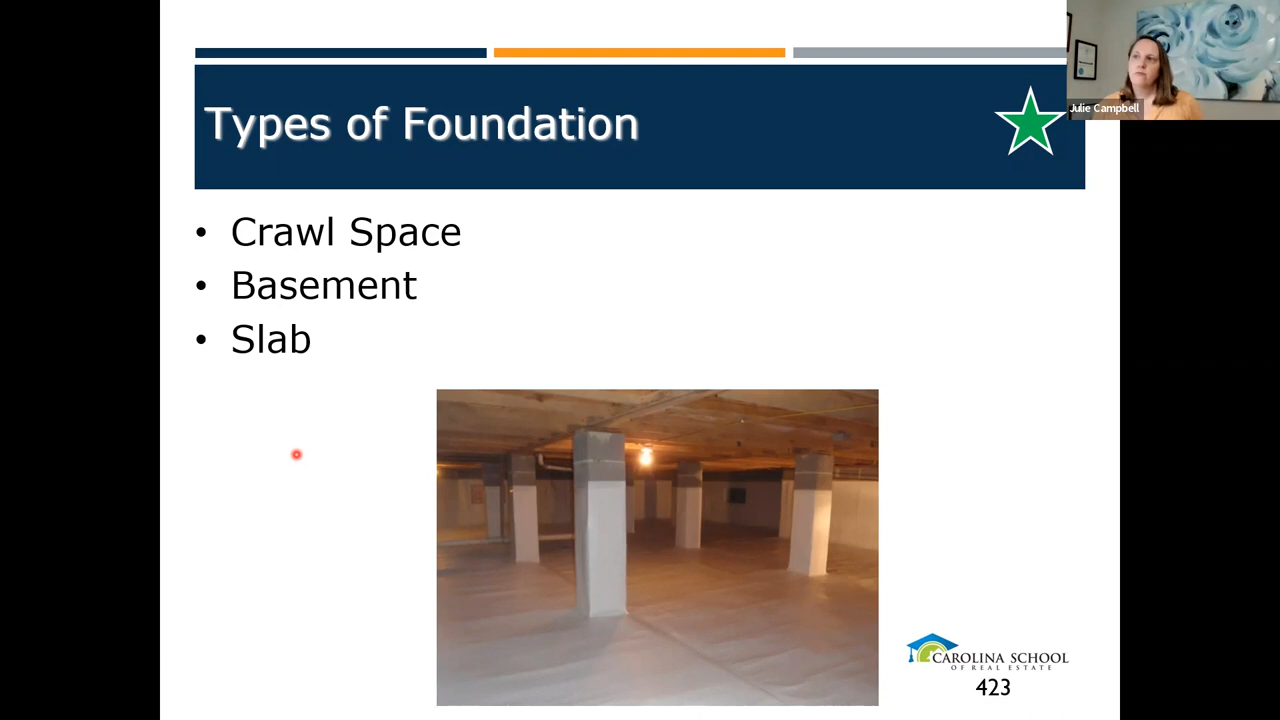 Types of Foundation
Julie Campbell
• Crawl Space
• Basement
• Slab
CAROLINA SCHOOL
OF REAL ESTATE
423